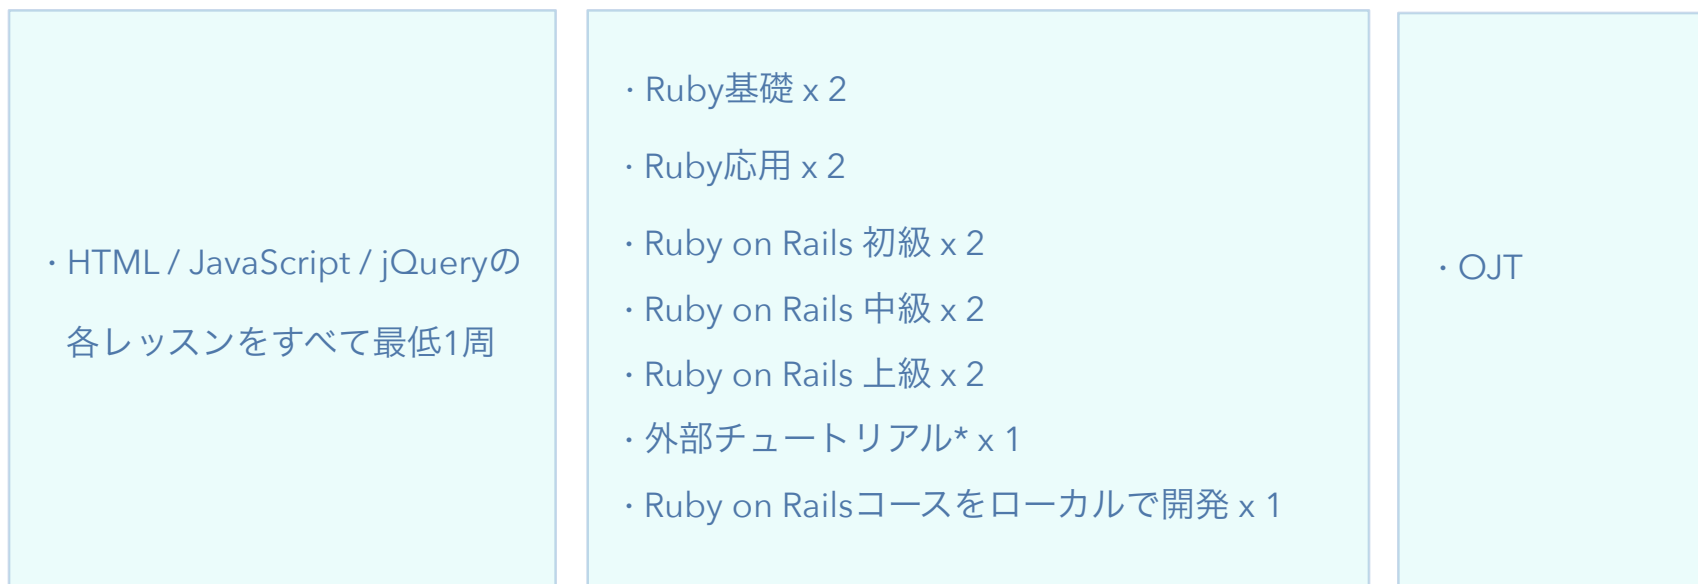 ・HTML / JavaScript / jQueryの
各レッスンをすべて最低1周
・Ruby基礎 x 2
・Ruby応用 x 2
・Ruby on Rails 初級 x 2
・Ruby on Rails 中級 x 2
・Ruby on Rails 上級 x 2
・外部チュートリアル* x 1
・Ruby on Railsコースをローカルで開発 x 1
・OJT